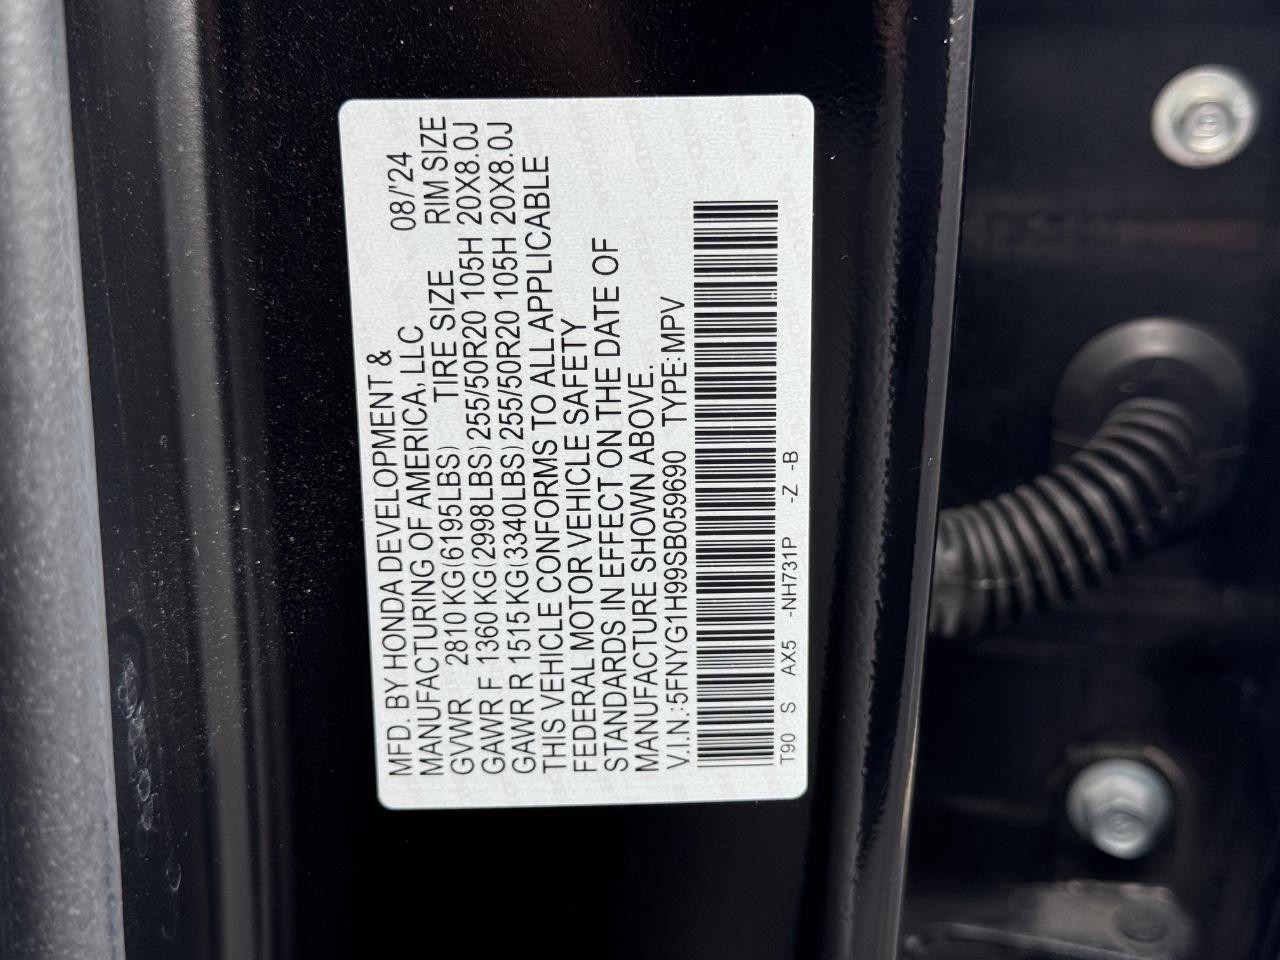 MFD. BY HONDA DEVELOPMENT &
MANUFACTURING OF AMERICA, LLC 08/'24
GVWR 2810 KG(6195LBS) TIRE SIZE RIM SIZE
GAWR F 1360 KG(2998LBS) 255/50R20 105H 20X8.0J
GAWR R 1515 KG(3340LBS) 255/50R20 105H 20X8.0J
THIS VEHICLE CONFORMS TO ALL APPLICABLE
FEDERAL MOTOR VEHICLE SAFETY
STANDARDS IN EFFECT ON THE DATE OF
MANUFACTURE SHOWN ABOVE.
V.I.N.:5FNYG1H99SB059690 TYPE: MPV
T90 S AX5 -NH731P -Z -B